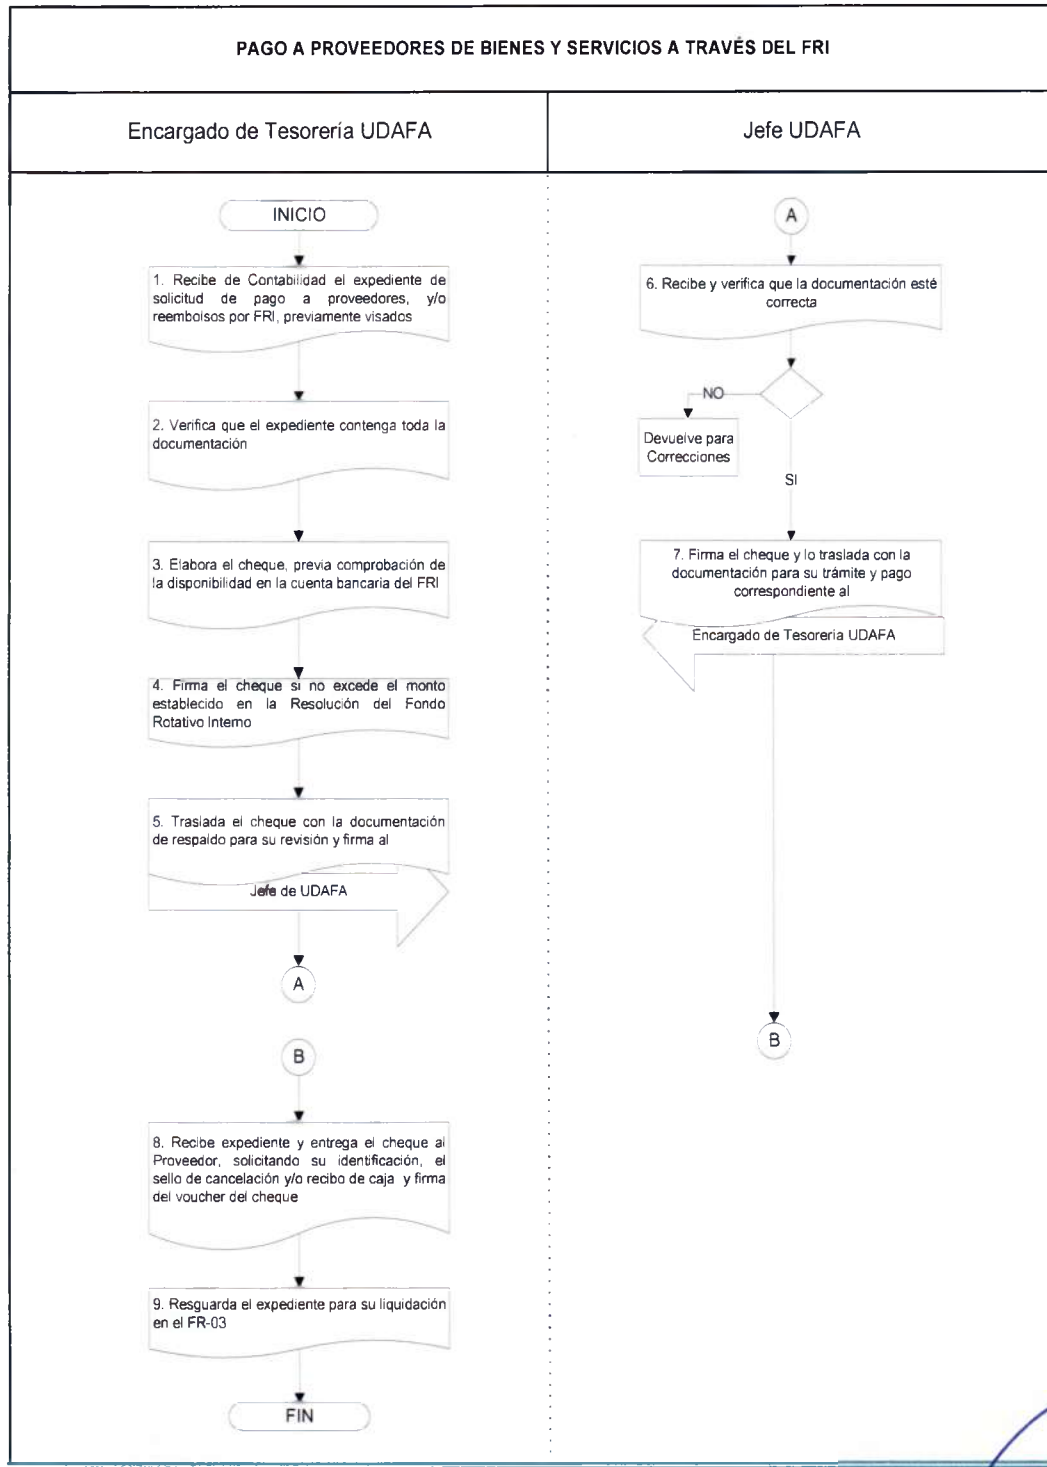 PAGO A PROVEEDORES DE BIENES Y SERVICIOS A TRAVÉS DEL FRI
Encargado de Tesorería UDAFA
Jefe UDAFA
INICIO
1. Recibe de Contabilidad el expediente de
solicitud de pago a proveedores, y/o
reembolsos por FRI, previamente visados
2. Verifica que el expediente contenga toda la
documentación
3. Elabora el cheque, previa comprobación de
la disponibilidad en la cuenta bancaria del FRI
4. Firma el cheque si no excede el monto
establecido en la Resolución del Fondo
Rotativo Interno
5. Traslada el cheque con la documentación
de respaldo para su revisión y firma al
Jefe de UDAFA
A
B
8. Recibe expediente y entrega el cheque al
Proveedor, solicitando su identificación, el
sello de cancelación y/o recibo de caja y firma
del voucher del cheque
9. Resguarda el expediente para su liquidación
en el FR-03
FIN
A
6. Recibe y verifica que la documentación esté
correcta
NO
Devuelve para
Correcciones
SI
7. Firma el cheque y lo traslada con la
documentación para su trámite y pago
correspondiente al
Encargado de Tesorería UDAFA
B